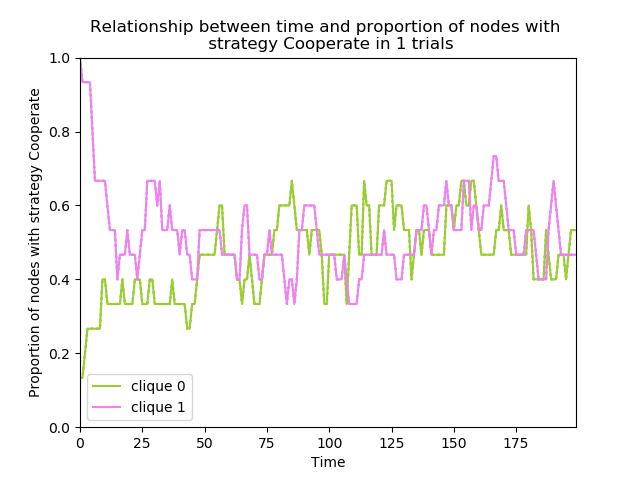 Relationship between time and proportion of nodes with
strategy Cooperate in 1 trials
Proportion of nodes with strategy Cooperate
1.0
0.8
0.6
0.4
0.2
0.0
clique 0
clique 1
0 25 50 75 100 125 150 175
Time